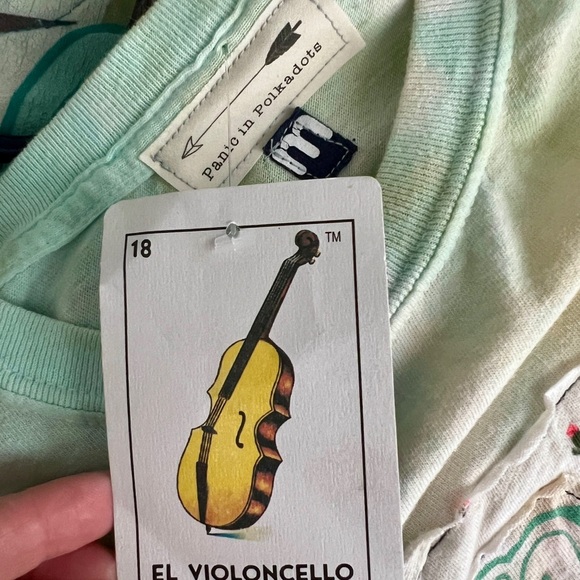 Panic in Polkadots
m
18
TM
EL VIOLONCELLO